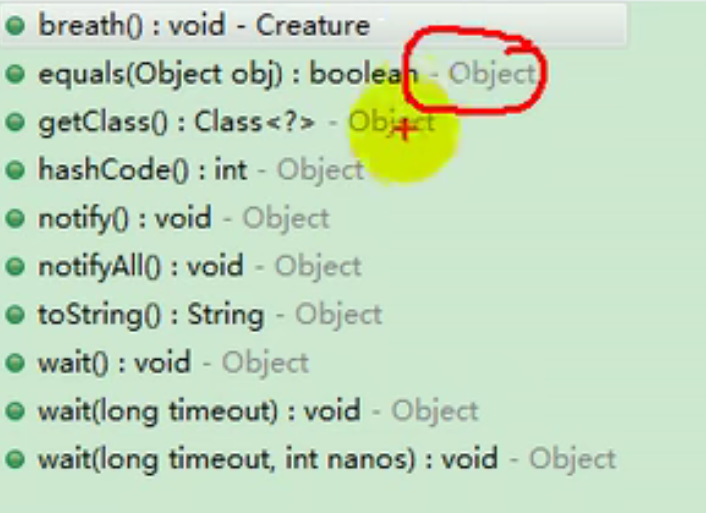 breath() : void - Creature
equals(Object obj) : boolean - Object
getClass() : Class<?> - Object
hashCode() : int - Object
notify() : void - Object
notifyAll() : void - Object
toString() : String - Object
wait() : void - Object
wait(long timeout) : void - Object
wait(long timeout, int nanos) : void - Object